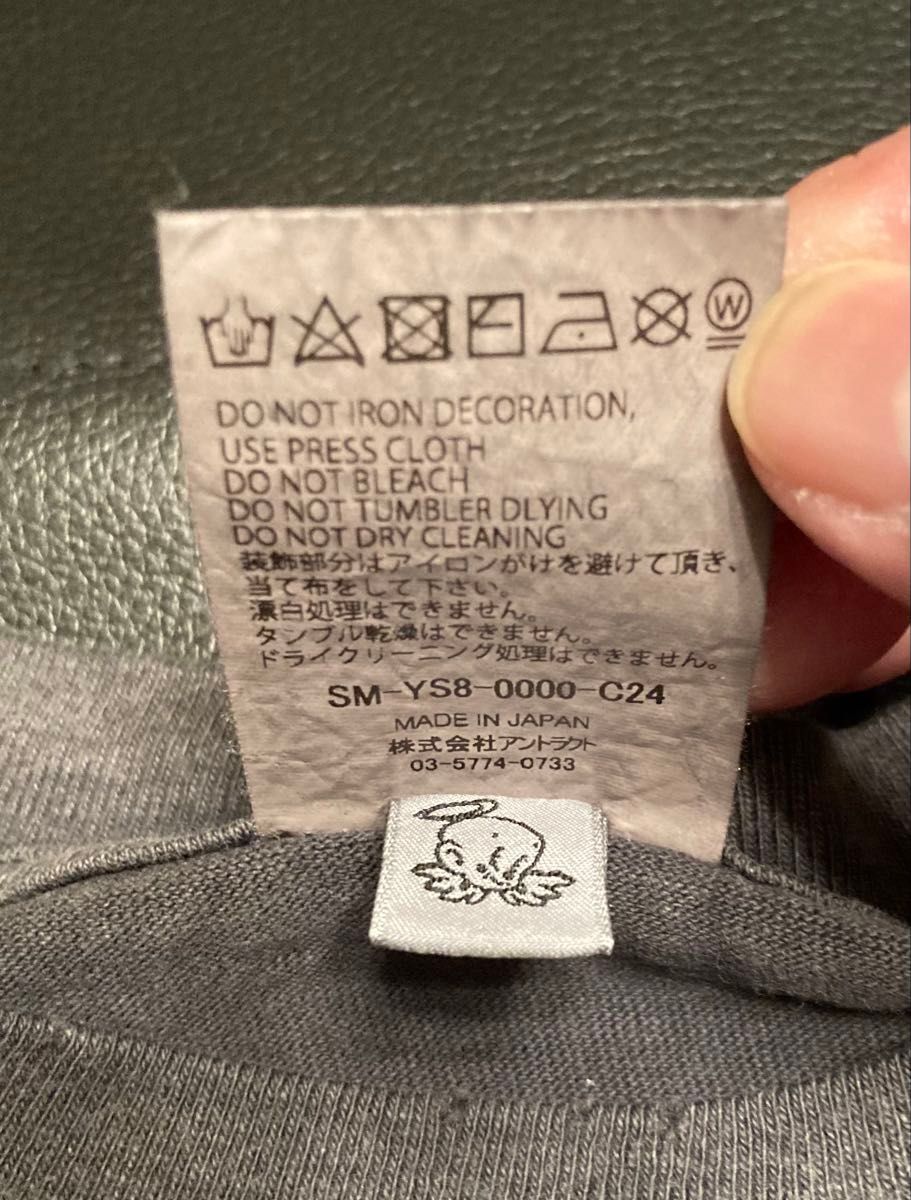 W
DO NOT IRON DECORATION,
USE PRESS CLOTH
DO NOT BLEACH
DO NOT TUMBLER DLYING
DO NOT DRY CLEANING
装飾部分はアイロンがけを避けて頂き、
当て布をして下さい。
漂白処理はできません。
タンブル乾燥はできません。
ドライクリーニング処理はできません。
SM-YS8-0000-C24
MADE IN JAPAN
株式会社アントラクト
03-5774-0733